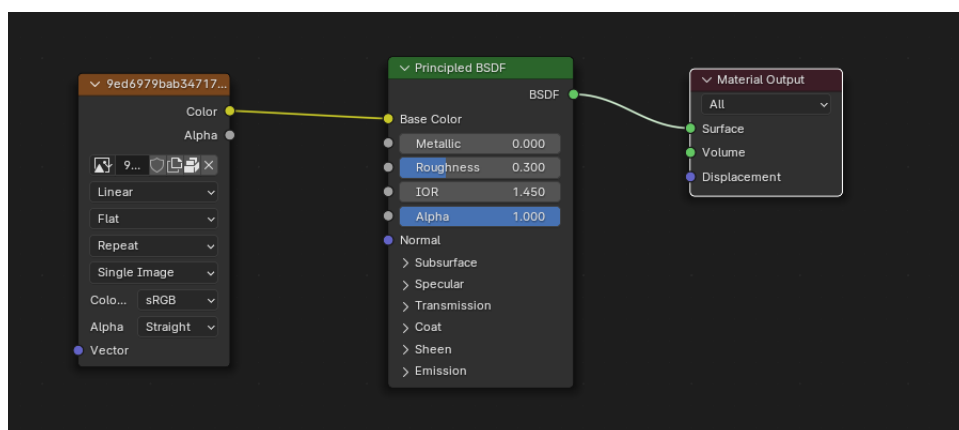 9ed6979bab34717...
Color
Alpha
9...
Linear
Flat
Repeat
Single Image
Colo... sRGB
Alpha Straight
Vector
Principled BSDF
BSDF
Base Color
Metallic 0.000
Roughness 0.300
IOR 1.450
Alpha 1.000
Normal
Subsurface
Specular
Transmission
Coat
Sheen
Emission
Material Output
All
Surface
Volume
Displacement